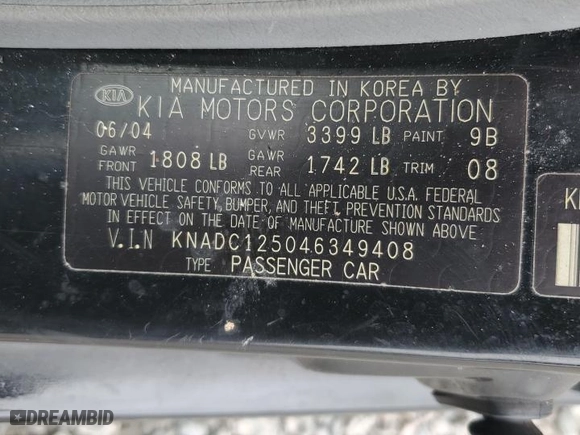 MANUFACTURED IN KOREA BY
KIA KIA MOTORS CORPORATION
06/04 GVWR 3399 LB PAINT 9B
GAWR FRONT 1808 LB GAWR REAR 1742 LB TRIM 08
THIS VEHICLE CONFORMS TO ALL APPLICABLE U.S.A. FEDERAL
MOTOR VEHICLE SAFETY, BUMPER, AND THEFT PREVENTION STANDARDS
IN EFFECT ON THE DATE OF MANUFACTURE SHOWN ABOVE.
V.I.N KNADC125046349408
TYPE PASSENGER CAR
DREAMBID